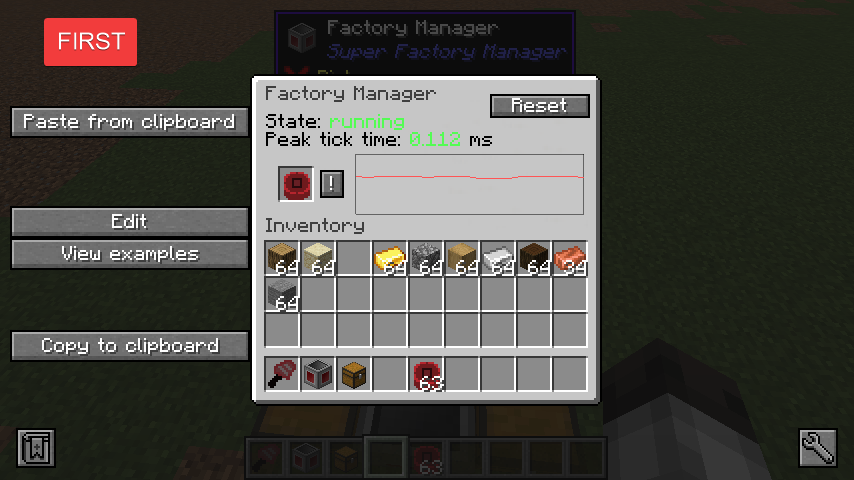 FIRST
Factory Manager
Super Factory Manager
Factory Manager
Reset
State: running
Peak tick time: 0.112 ms
Paste from clipboard
!
Edit
View examples
Copy to clipboard
Inventory
64 64 64 64 64 64 64 34
64
63
63